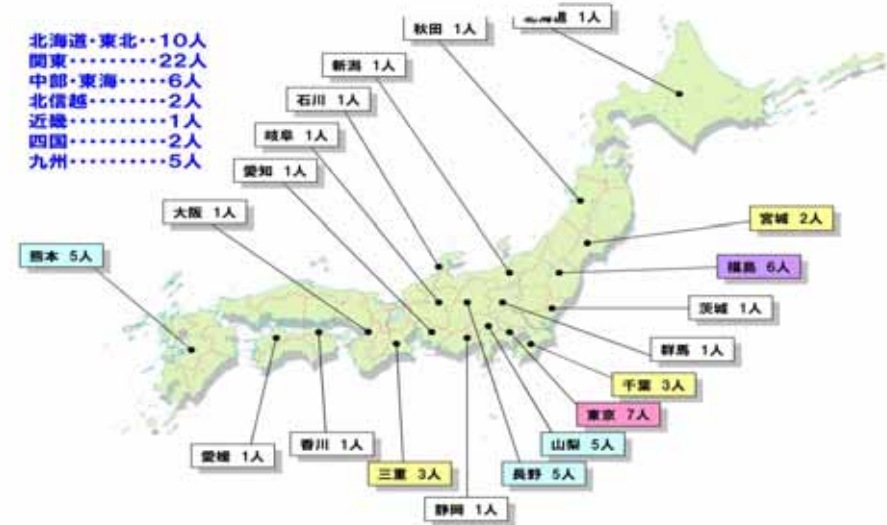 北海道・東北‥10人
関東‥‥‥‥‥22人
中部・東海‥‥‥6人
北信越‥‥‥‥2人
近畿‥‥‥‥‥1人
四国‥‥‥‥‥2人
九州‥‥‥‥‥5人
北海道 1人
秋田 1人
新潟 1人
石川 1人
岐阜 1人
愛知 1人
大阪 1人
熊本 5人
宮城 2人
福島 6人
茨城 1人
群馬 1人
千葉 3人
東京 7人
山梨 5人
長野 5人
静岡 1人
三重 3人
香川 1人
愛媛 1人